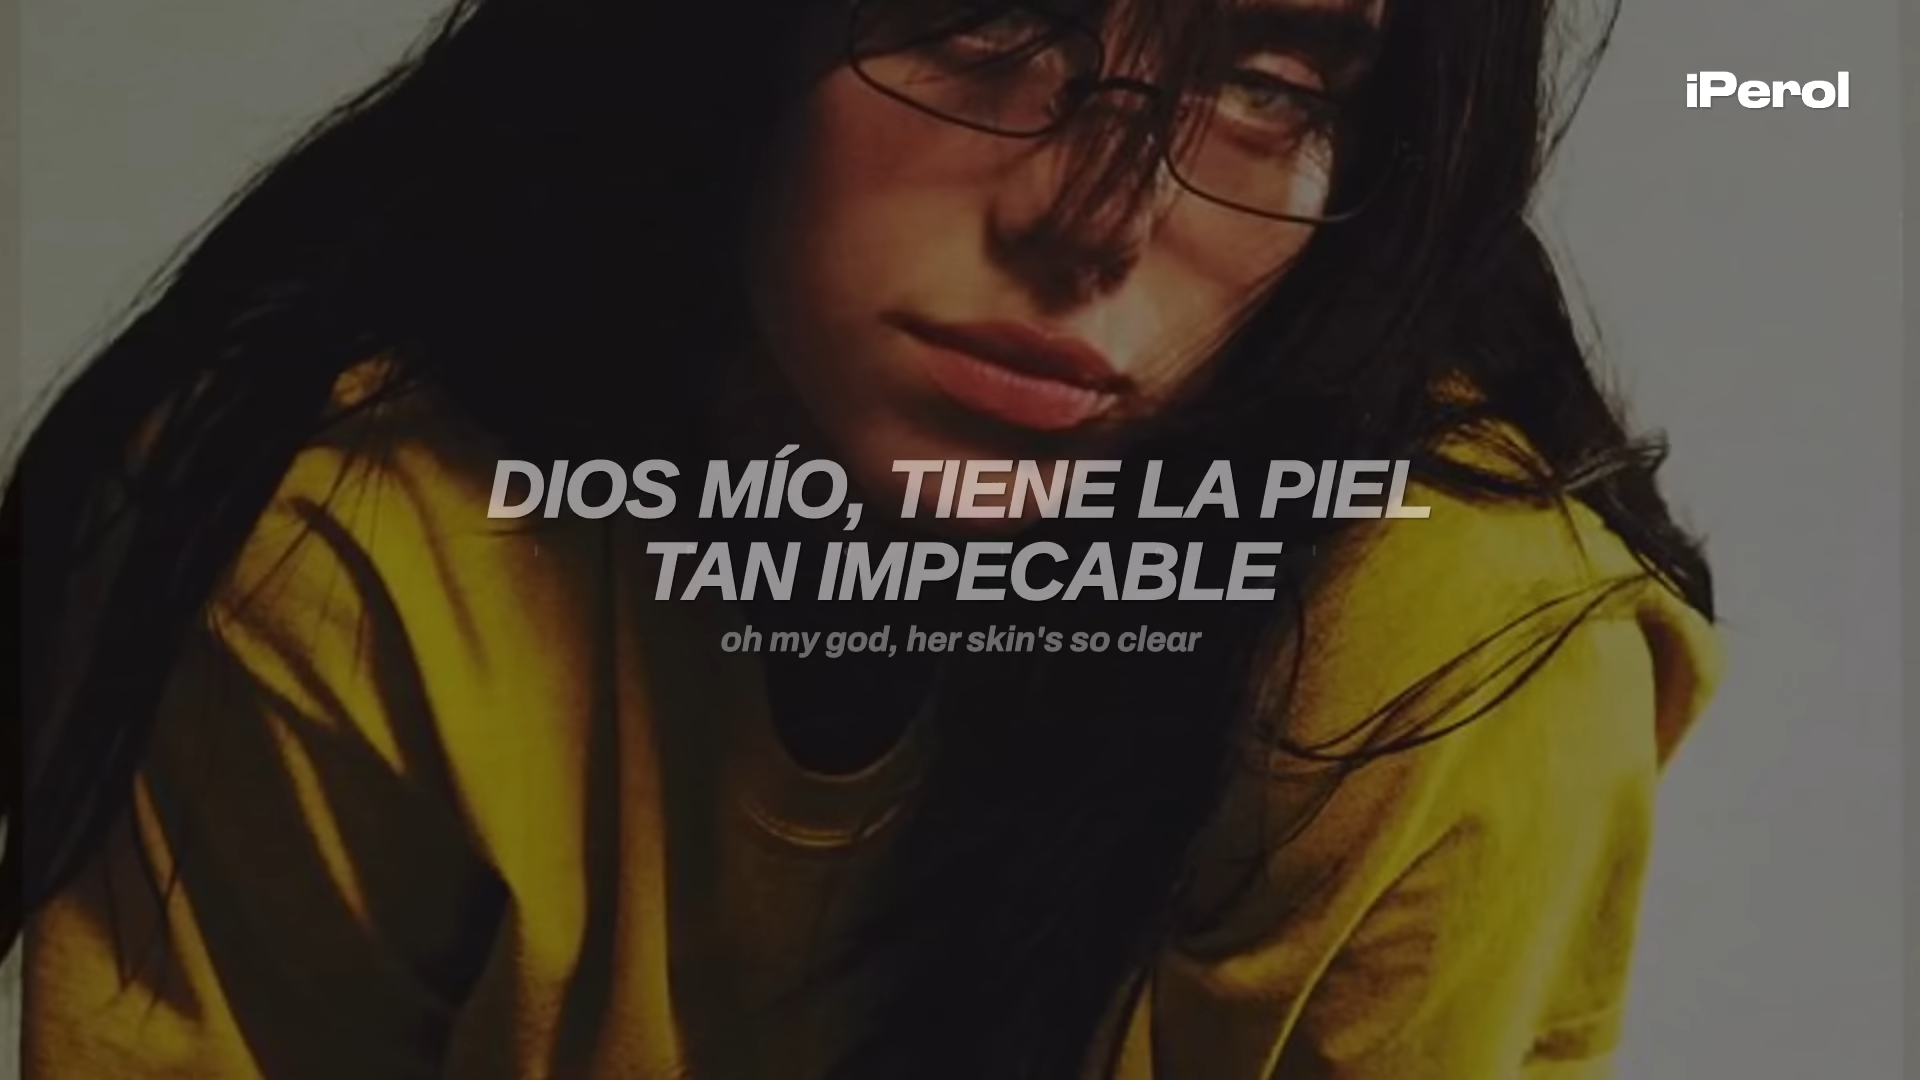 iPerol
DIOS MÍO, TIENE LA PIEL
TAN IMPECABLE
oh my god, her skin's so clear